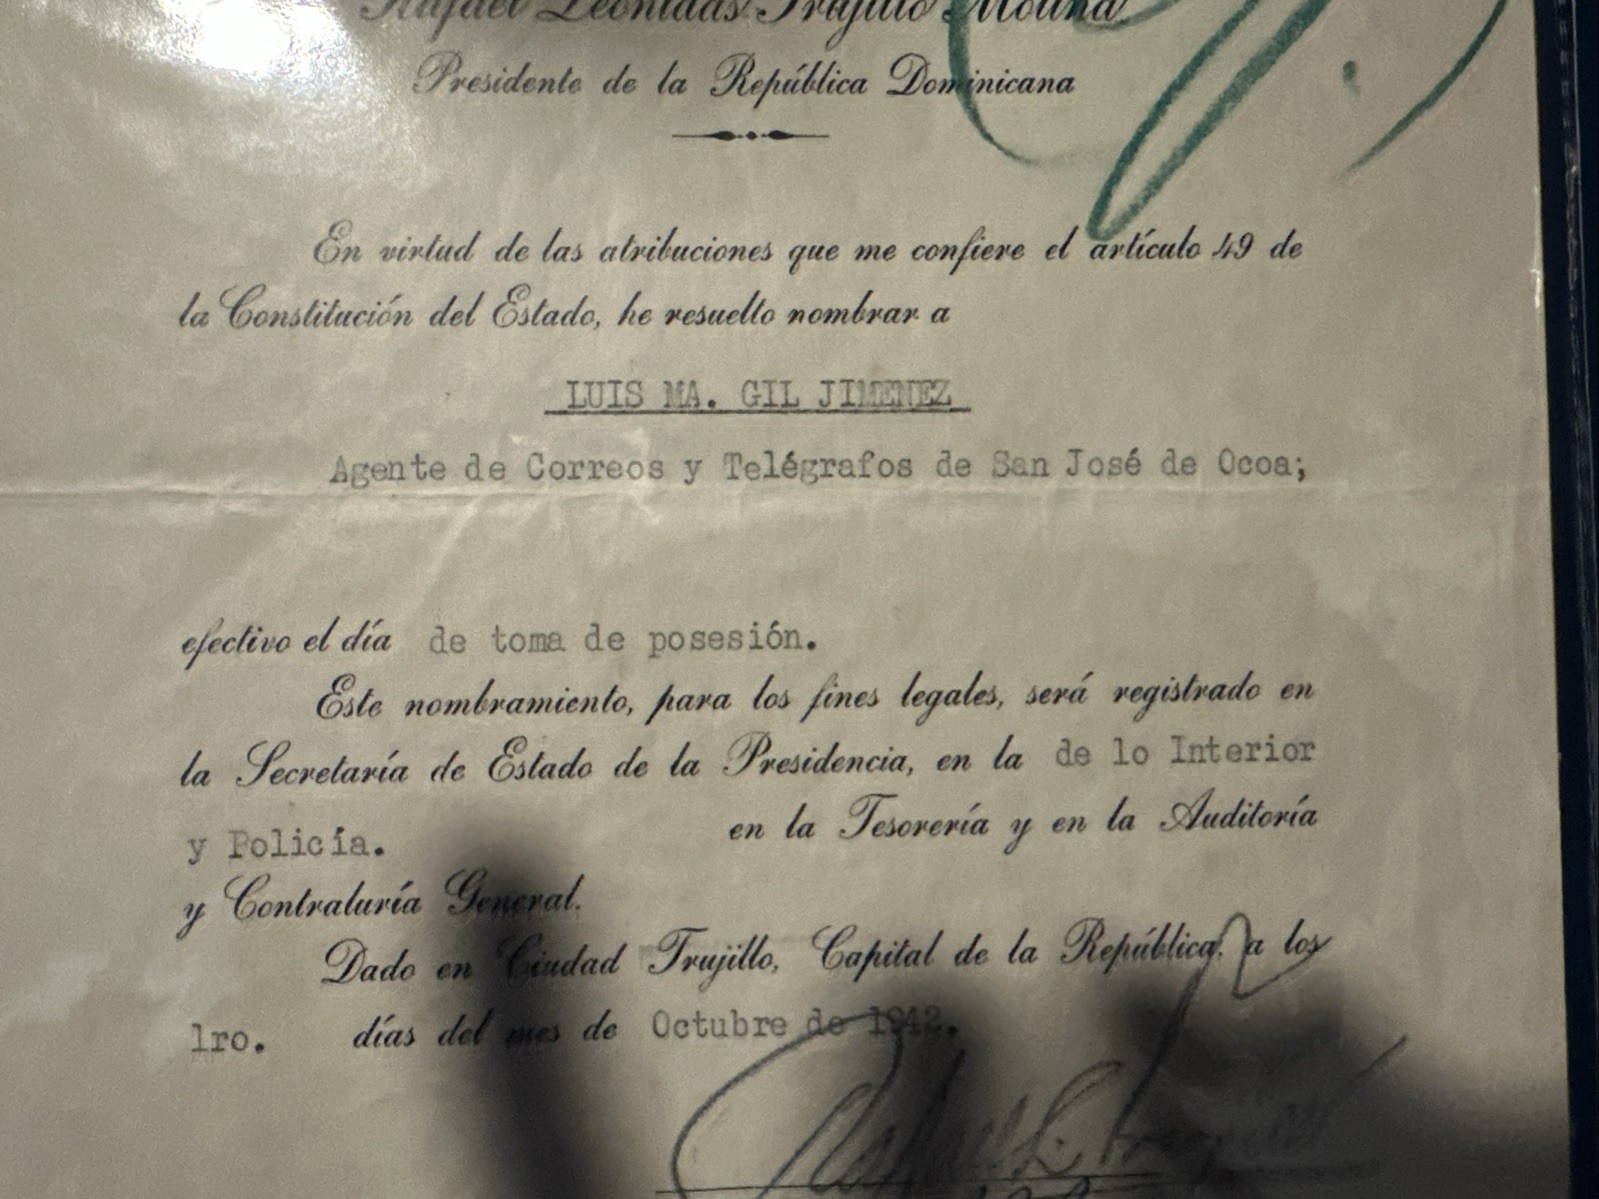 Rafael Leonidas Trujillo Molina
Presidente de la República Dominicana
En virtud de las atribuciones que me confiere el artículo 49 de
la Constitución del Estado, he resuelto nombrar a
LUIS MA. GIL JIMENEZ
Agente de Correos y Telégrafos de San José de Ocoa;
efectivo el día de toma de posesión.
Este nombramiento, para los fines legales, será registrado en
la Secretaría de Estado de la Presidencia, en la de lo Interior
y Policía. en la Tesorería y en la Auditoría
y Contraluría General.
Dado en Ciudad Trujillo, Capital de la República, a los
1ro. días del mes de Octubre de 1942.
Rafael L. Trujillo